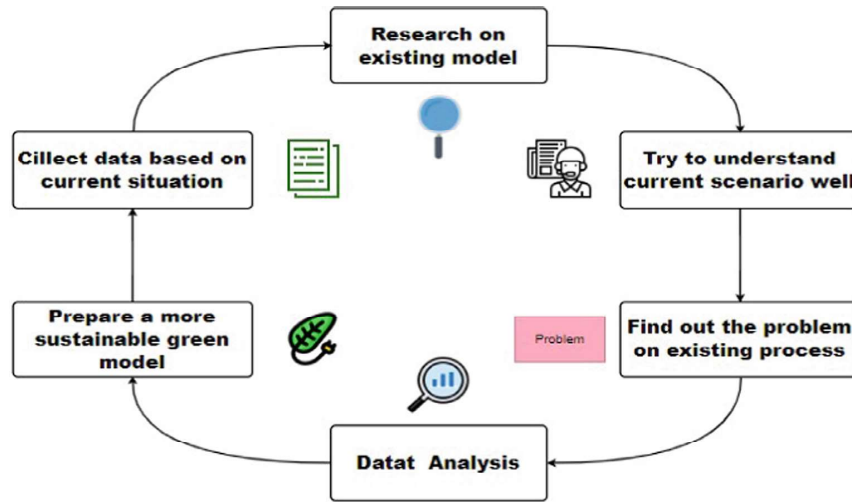 Research on
existing model
Cillect data based on
current situation
Try to understand
current scenario well
Prepare a more
sustainable green
model
Problem
Find out the problem
on existing process
Datat Analysis